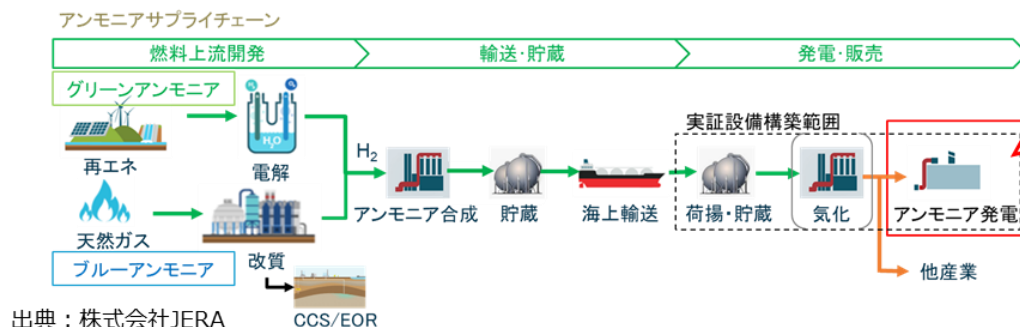 アンモニアサプライチェーン
燃料上流開発
輸送・貯蔵
発電・販売
グリーンアンモニア
実証設備構築範囲
H₂O
H₂
再エネ
電解
アンモニア合成
貯蔵
海上輸送
荷揚・貯蔵
気化
アンモニア発電
天然ガス
改質
ブルーアンモニア
他産業
出典：株式会社JERA
CCS/EOR